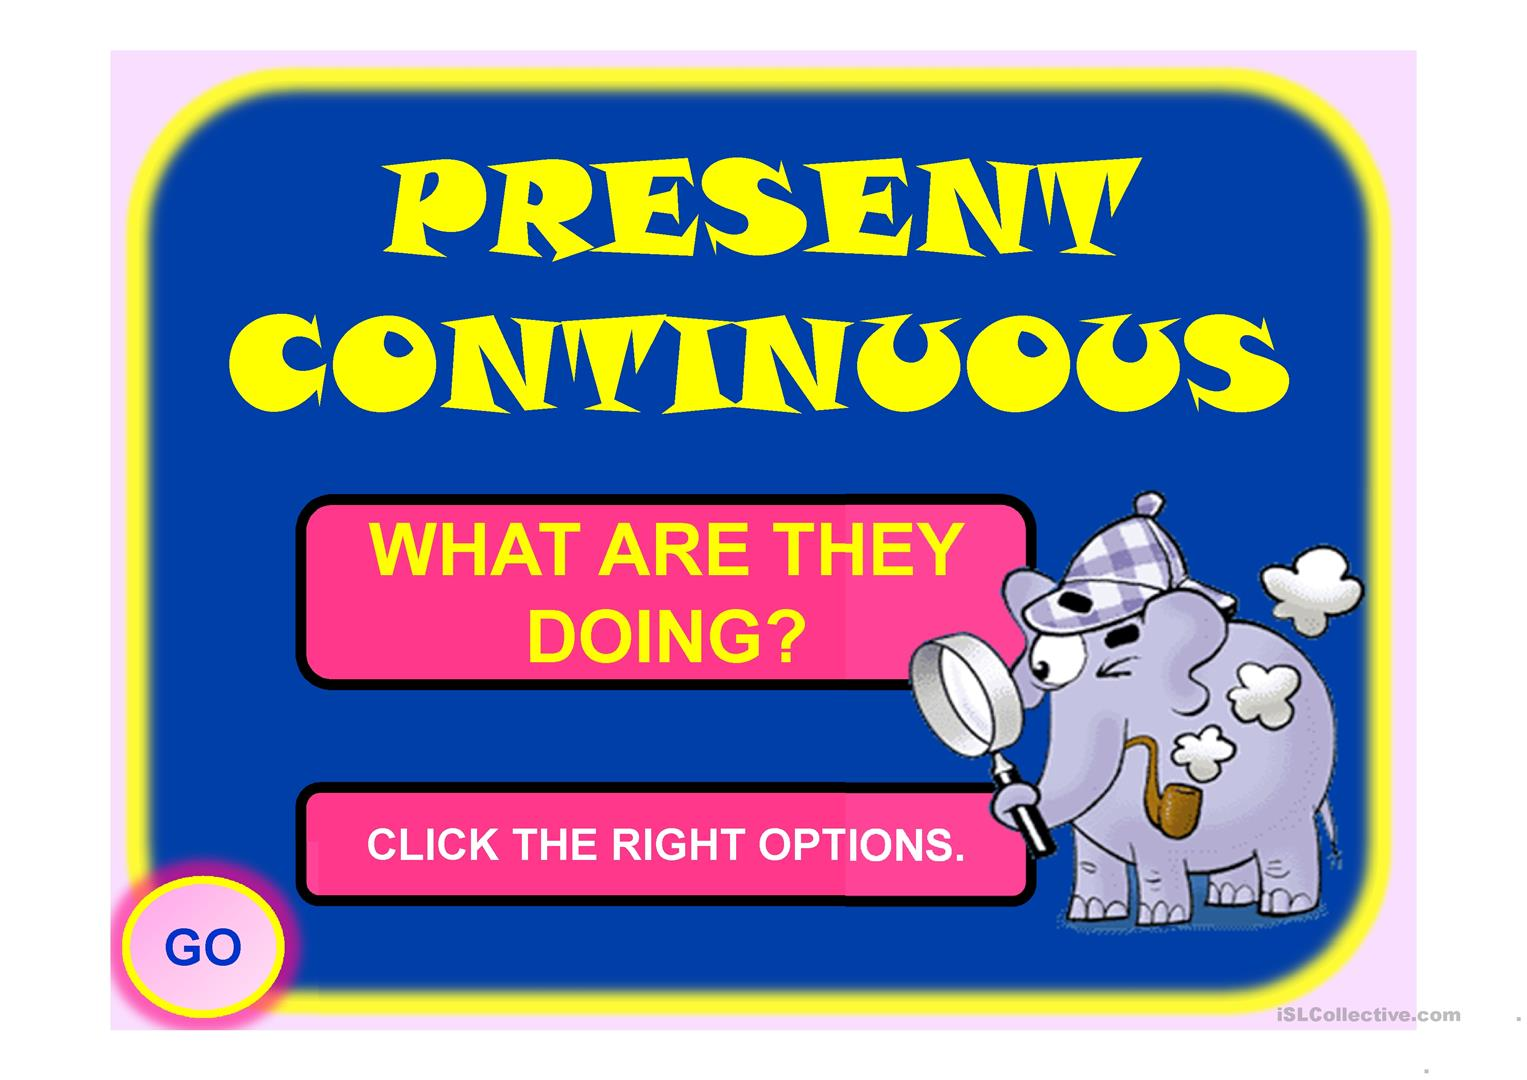 PRESENT
CONTINUOUS
WHAT ARE THEY
DOING?
CLICK THE RIGHT OPTIONS.
GO
iSLCollective.com